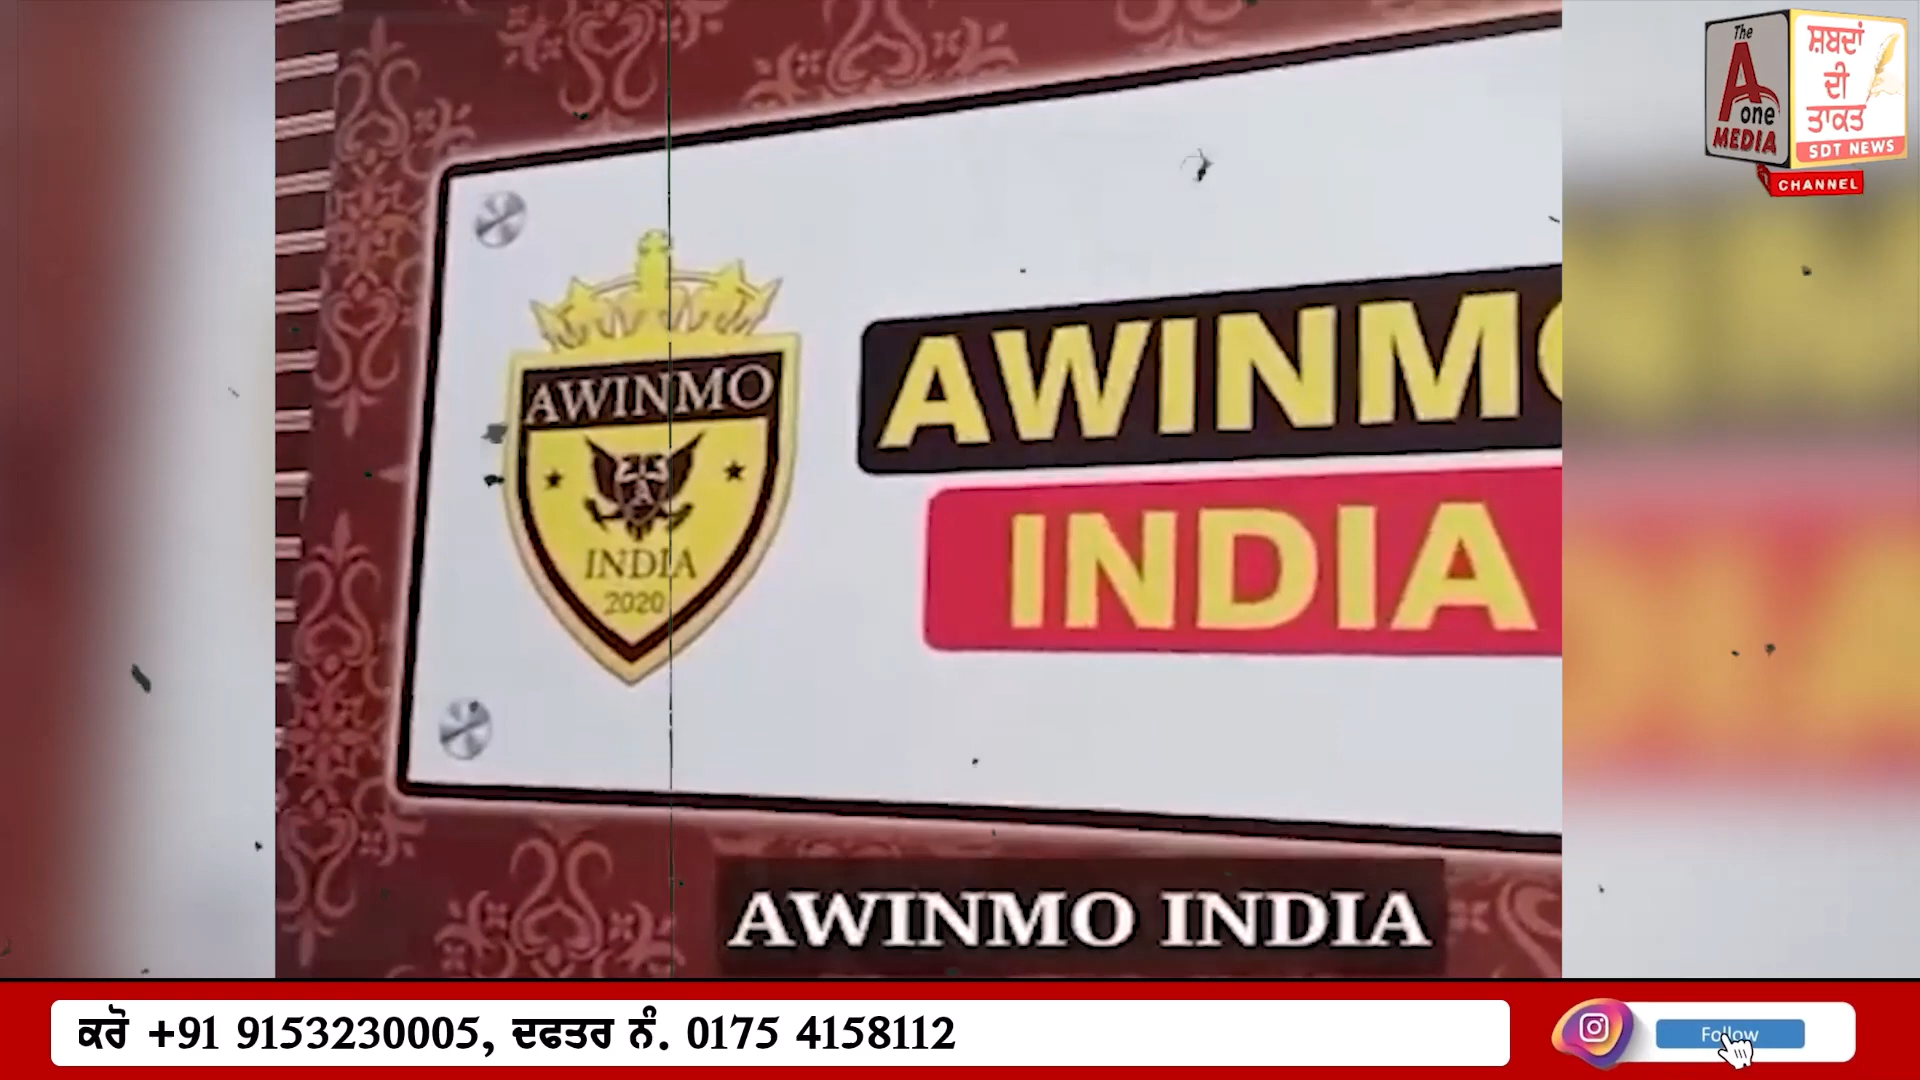 The
A
one
MEDIA
ਸ਼ਬਦਾਂ
ਦੀ
ਤਾਕਤ
SDT NEWS
CHANNEL
AWINMO
A
INDIA
2020
AWINM
INDIA
AWINMO INDIA
ਕਰੋ +91 9153230005, ਦਫਤਰ ਨੰ. 0175 4158112
Follow